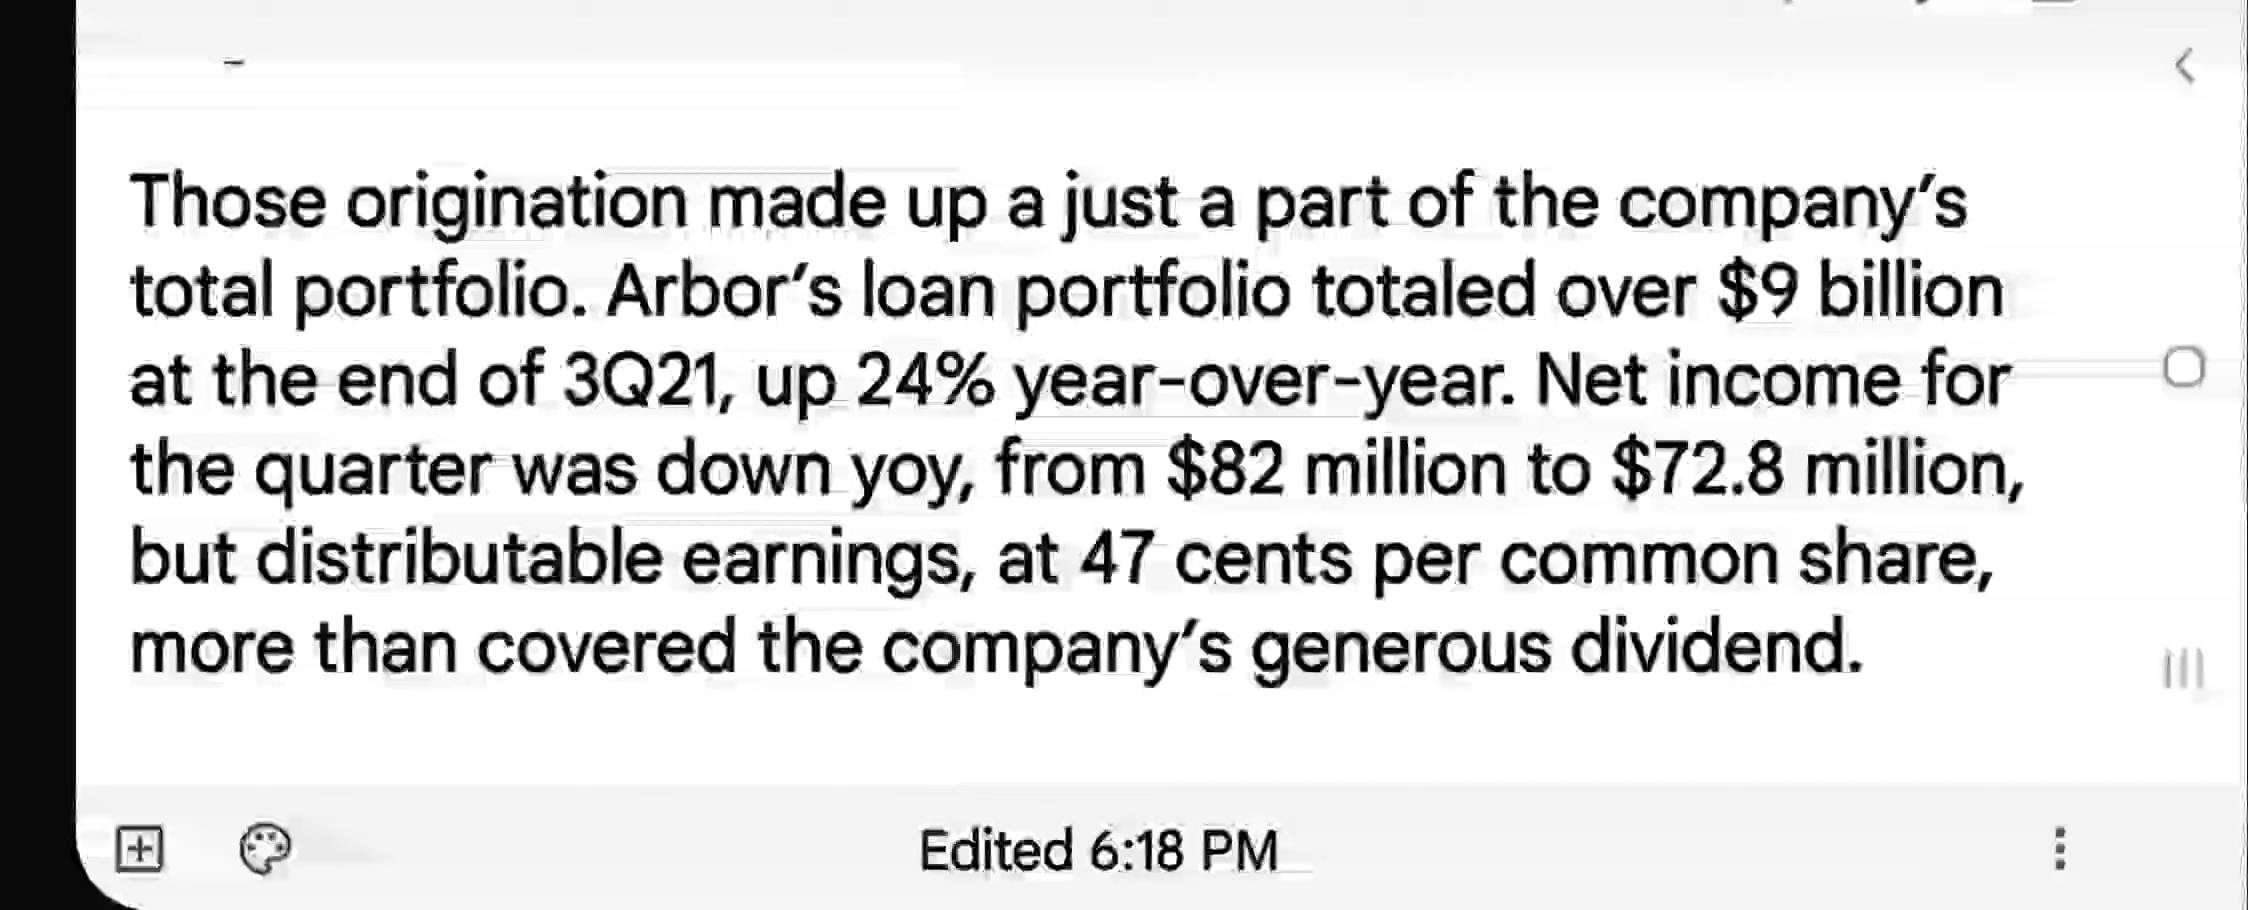 Those origination made up a just a part of the company's
total portfolio. Arbor's loan portfolio totaled over $9 billion
at the end of 3Q21, up 24% year-over-year. Net income for
the quarter was down yoy, from $82 million to $72.8 million,
but distributable earnings, at 47 cents per common share,
more than covered the company's generous dividend.
Edited 6:18 PM